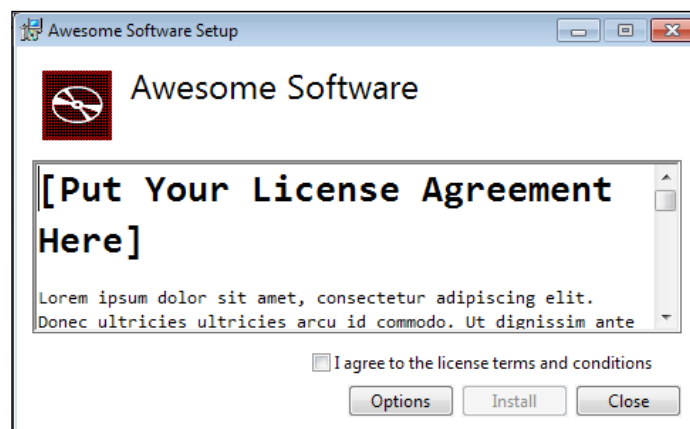 Awesome Software Setup
Awesome Software
[Put Your License Agreement
Here]
Lorem ipsum dolor sit amet, consectetur adipiscing elit.
Donec ultricies ultricies arcu id commodo. Ut dignissim ante
I agree to the license terms and conditions
Options Install Close